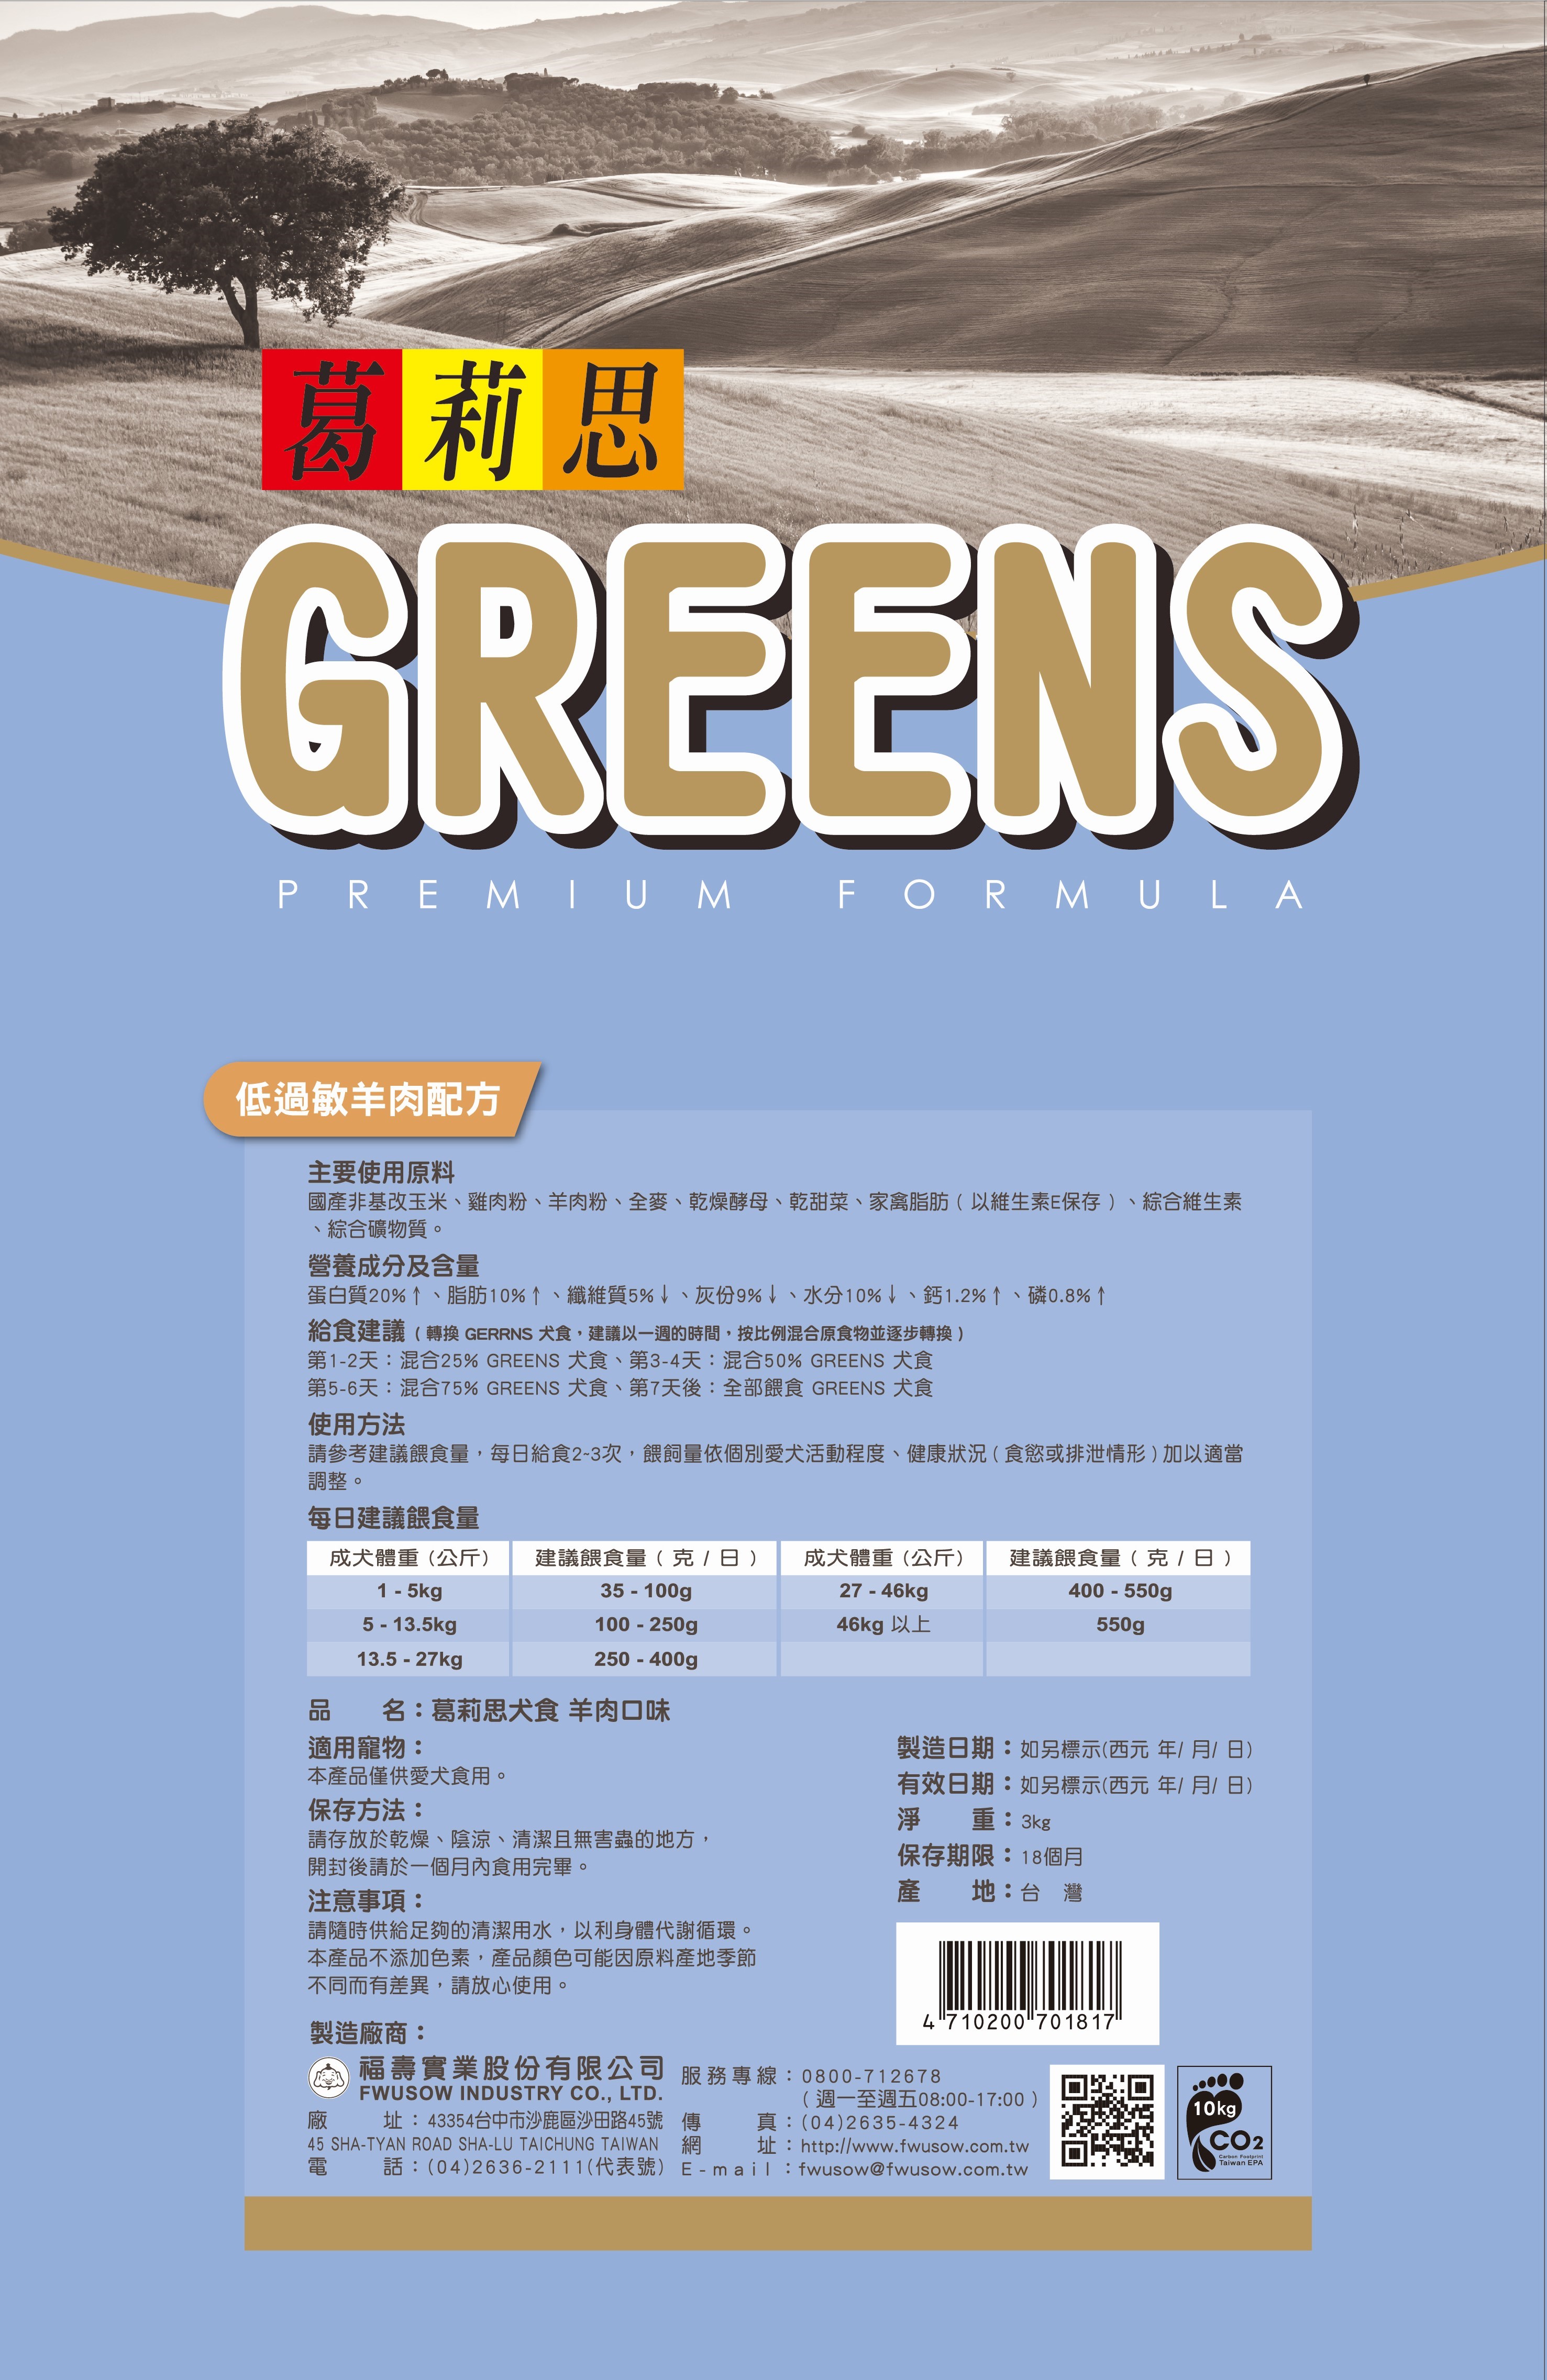 葛莉思
GREENS
PREMIUM FORMULA
低過敏羊肉配方
主要使用原料
國產非基改玉米、雞肉粉、羊肉粉、全麥、乾燥酵母、乾甜菜、家禽脂肪（以維生素E保存）、綜合維生素
、綜合礦物質。
營養成分及含量
蛋白質20%↑、脂肪10%↑、纖維質5%↓、灰份9%↓、水分10%↓、鈣1.2%↑、磷0.8%↑
給食建議（轉換 GERRNS 犬食，建議以一週的時間，按比例混合原食物並逐步轉換）
第1-2天：混合25% GREENS 犬食、第3-4天：混合50% GREENS 犬食
第5-6天：混合75% GREENS 犬食、第7天後：全部餵食 GREENS 犬食
使用方法
請參考建議餵食量，每日給食2~3次，餵飼量依個別愛犬活動程度、健康狀況（食慾或排泄情形）加以適當
調整。
每日建議餵食量
成犬體重（公斤） 建議餵食量（克 / 日） 成犬體重（公斤） 建議餵食量（克 / 日）
1 - 5kg 35 - 100g 27 - 46kg 400 - 550g
5 - 13.5kg 100 - 250g 46kg 以上 550g
13.5 - 27kg 250 - 400g
品　　名：葛莉思犬食 羊肉口味
適用寵物：
本產品僅供愛犬食用。
保存方法：
請存放於乾燥、陰涼、清潔且無害蟲的地方，
開封後請於一個月內食用完畢。
注意事項：
請隨時供給足夠的清潔用水，以利身體代謝循環。
本產品不添加色素，產品顏色可能因原料產地季節
不同而有差異，請放心使用。
製造日期：如另標示(西元 年/ 月/ 日)
有效日期：如另標示(西元 年/ 月/ 日)
淨　　重：3kg
保存期限：18個月
產　　地：台　灣
4 710200 701817
製造廠商：
福壽實業股份有限公司
FWUSOW INDUSTRY CO., LTD.
廠　　址：43354台中市沙鹿區沙田路45號
45 SHA-TYAN ROAD SHA-LU TAICHUNG TAIWAN
電　　話：(04)2636-2111(代表號)
服務專線：0800-712678
（週一至週五08:00-17:00）
傳　　真：(04)2635-4324
網　　址：http://www.fwusow.com.tw
E-mail：fwusow@fwusow.com.tw
10kg
CO2
Carbon Footprint
Taiwan EPA